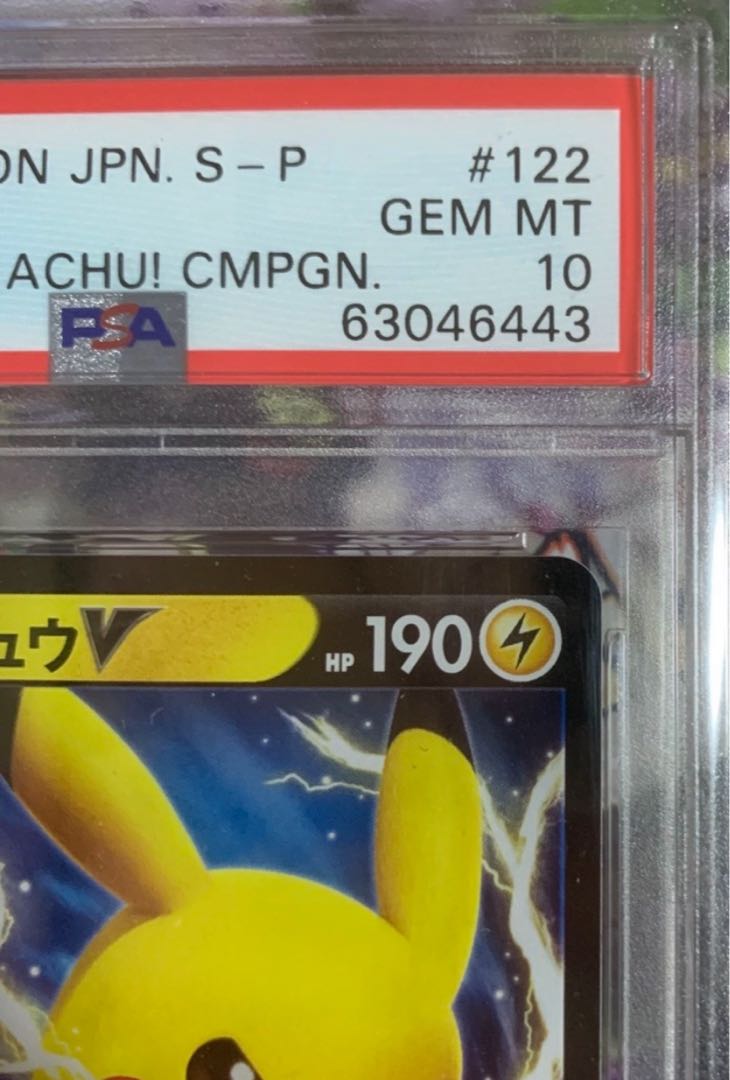 ON JPN. S-P #122
GEM MT
ACHU! CMPGN. 10
PSA 63046443
ュウV HP 190